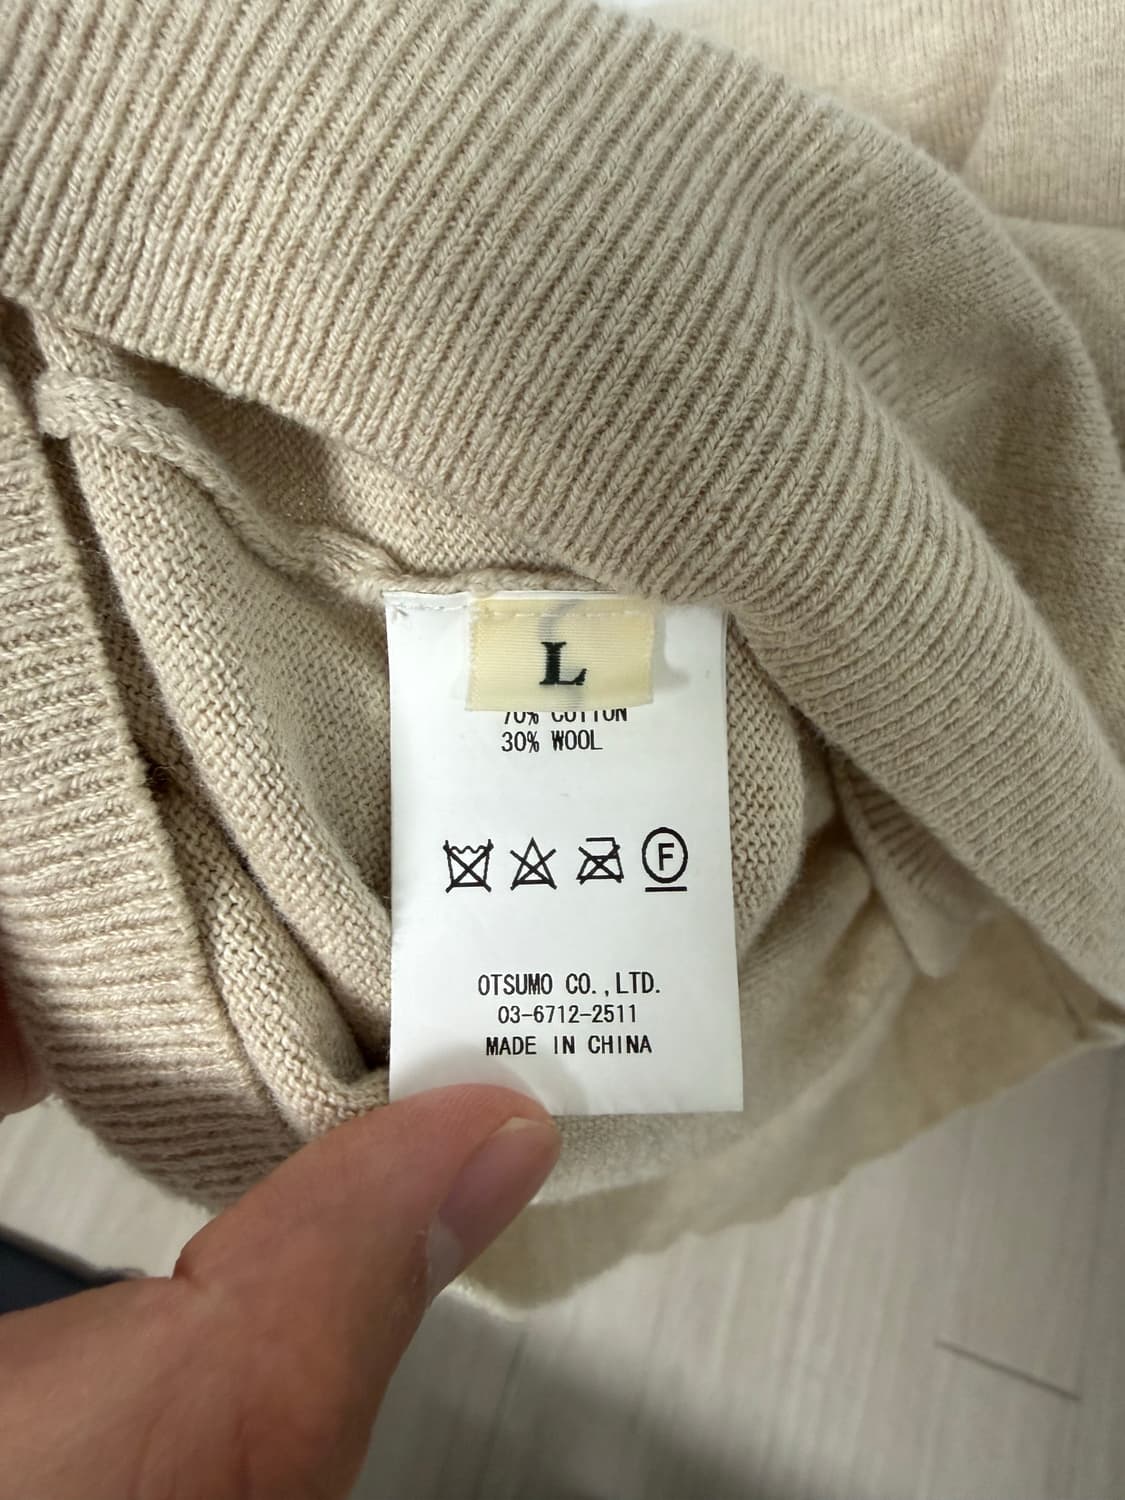 L
70% COTTON
30% WOOL
F
OTSUMO CO.,LTD.
03-6712-2511
MADE IN CHINA